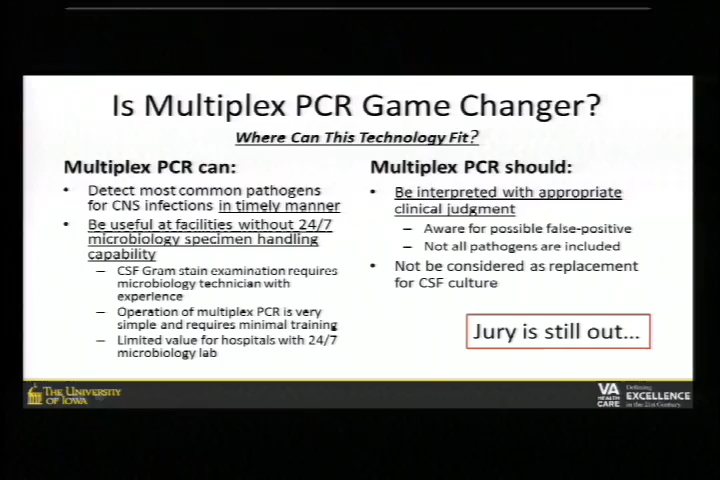 Is Multiplex PCR Game Changer?
Where Can This Technology Fit?
Multiplex PCR can:
• Detect most common pathogens
for CNS infections in timely manner
• Be useful at facilities without 24/7
microbiology specimen handling
capability
– CSF Gram stain examination requires
microbiology technician with
experience
– Operation of multiplex PCR is very
simple and requires minimal training
– Limited value for hospitals with 24/7
microbiology lab
Multiplex PCR should:
• Be interpreted with appropriate
clinical judgment
– Aware for possible false-positive
– Not all pathogens are included
• Not be considered as replacement
for CSF culture
Jury is still out...
THE UNIVERSITY
OF IOWA
VA
HEALTH
CARE
Defining
EXCELLENCE
in the 21st Century